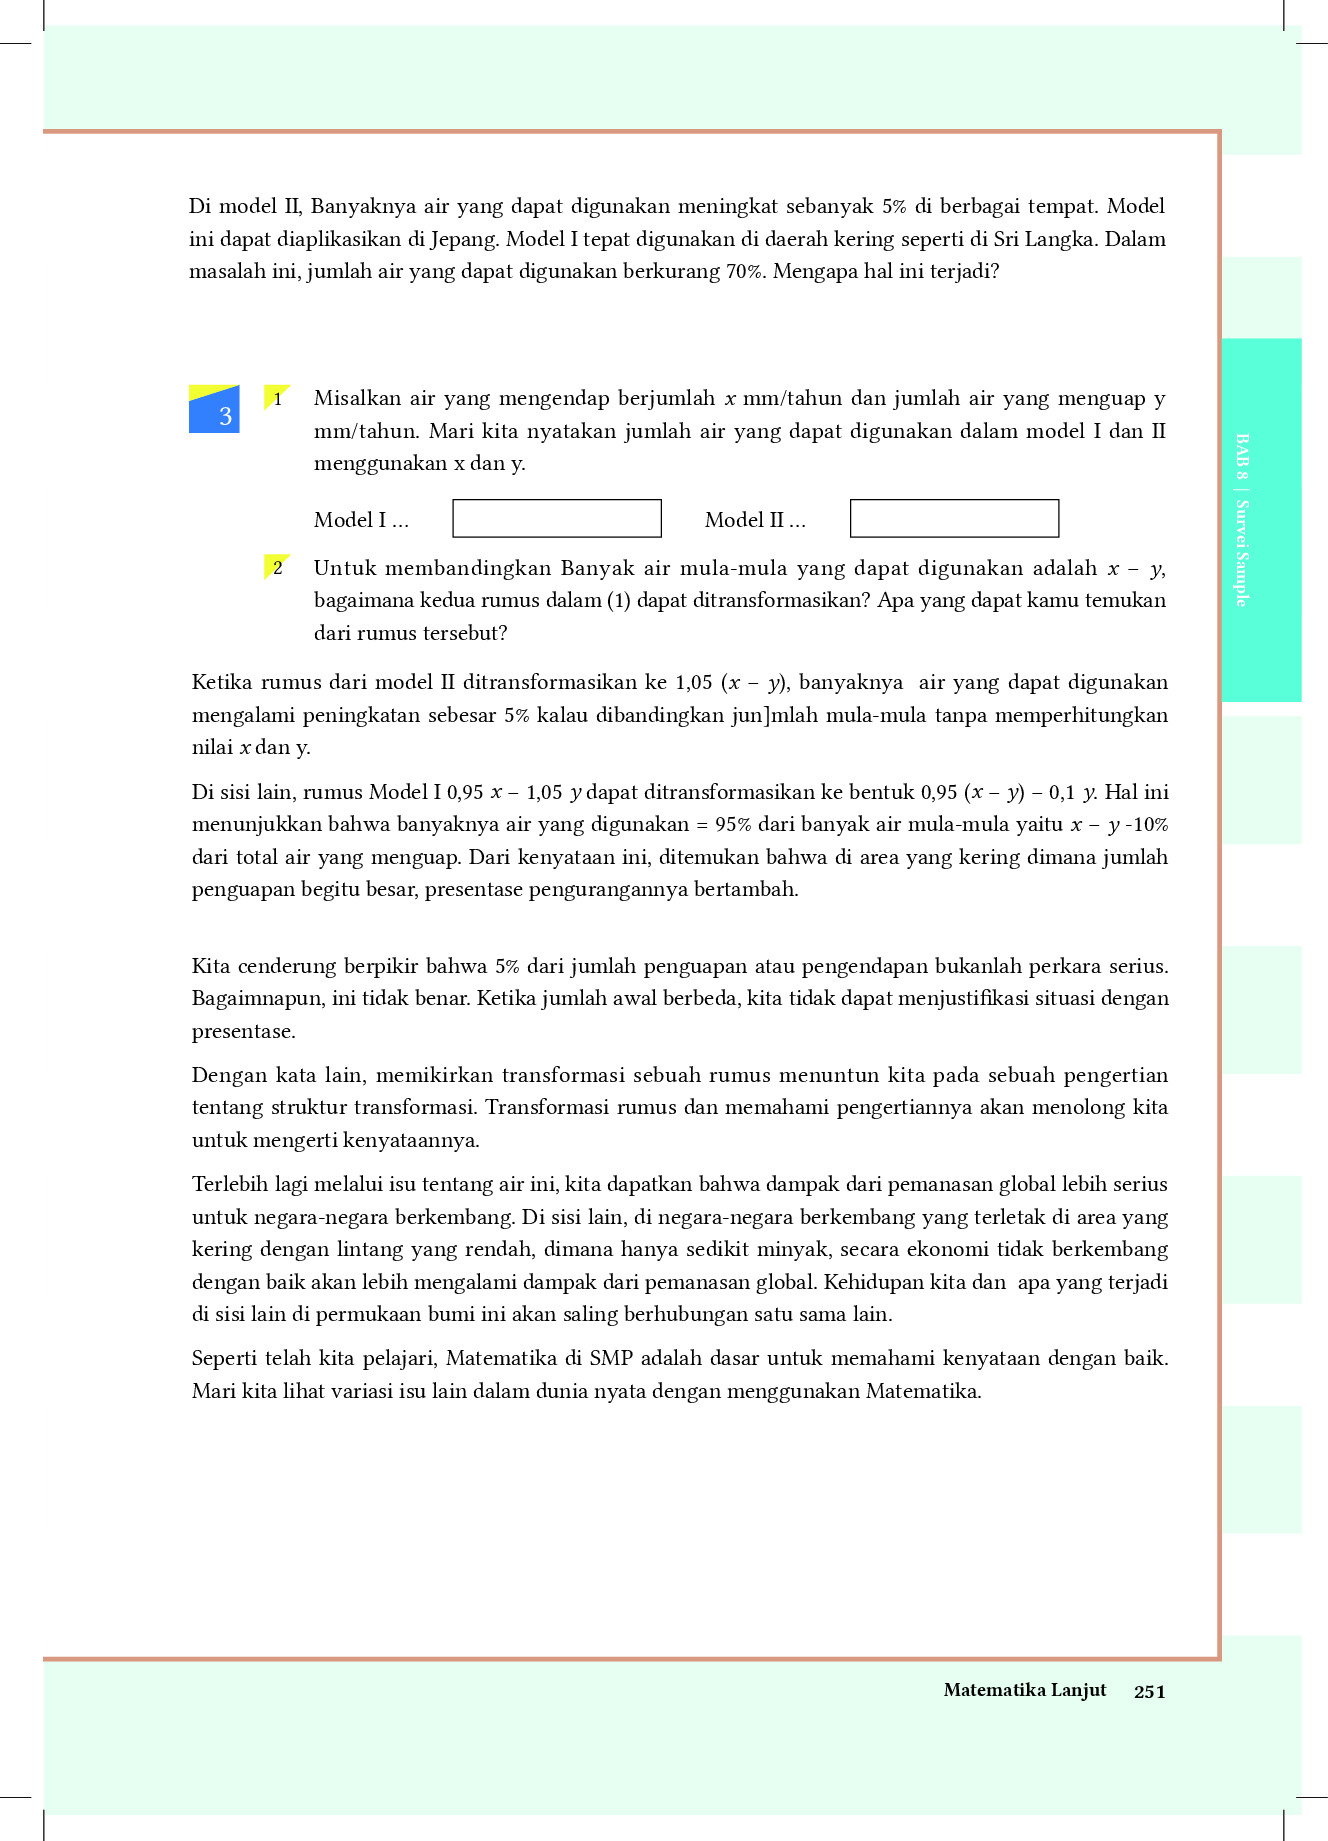 Di model II, Banyaknya air yang dapat digunakan meningkat sebanyak 5% di berbagai tempat. Model
ini dapat diaplikasikan di Jepang. Model I tepat digunakan di daerah kering seperti di Sri Langka. Dalam
masalah ini, jumlah air yang dapat digunakan berkurang 70%. Mengapa hal ini terjadi?
3
1 Misalkan air yang mengendap berjumlah x mm/tahun dan jumlah air yang menguap y
mm/tahun. Mari kita nyatakan jumlah air yang dapat digunakan dalam model I dan II
menggunakan x dan y.
Model I ... Model II ...
2 Untuk membandingkan Banyak air mula-mula yang dapat digunakan adalah x – y,
bagaimana kedua rumus dalam (1) dapat ditransformasikan? Apa yang dapat kamu temukan
dari rumus tersebut?
Ketika rumus dari model II ditransformasikan ke 1,05 (x – y), banyaknya air yang dapat digunakan
mengalami peningkatan sebesar 5% kalau dibandingkan jun]mlah mula-mula tanpa memperhitungkan
nilai x dan y.
Di sisi lain, rumus Model I 0,95 x – 1,05 y dapat ditransformasikan ke bentuk 0,95 (x – y) – 0,1 y. Hal ini
menunjukkan bahwa banyaknya air yang digunakan = 95% dari banyak air mula-mula yaitu x – y -10%
dari total air yang menguap. Dari kenyataan ini, ditemukan bahwa di area yang kering dimana jumlah
penguapan begitu besar, presentase pengurangannya bertambah.
Kita cenderung berpikir bahwa 5% dari jumlah penguapan atau pengendapan bukanlah perkara serius.
Bagaimnapun, ini tidak benar. Ketika jumlah awal berbeda, kita tidak dapat menjustifikasi situasi dengan
presentase.
Dengan kata lain, memikirkan transformasi sebuah rumus menuntun kita pada sebuah pengertian
tentang struktur transformasi. Transformasi rumus dan memahami pengertiannya akan menolong kita
untuk mengerti kenyataannya.
Terlebih lagi melalui isu tentang air ini, kita dapatkan bahwa dampak dari pemanasan global lebih serius
untuk negara-negara berkembang. Di sisi lain, di negara-negara berkembang yang terletak di area yang
kering dengan lintang yang rendah, dimana hanya sedikit minyak, secara ekonomi tidak berkembang
dengan baik akan lebih mengalami dampak dari pemanasan global. Kehidupan kita dan apa yang terjadi
di sisi lain di permukaan bumi ini akan saling berhubungan satu sama lain.
Seperti telah kita pelajari, Matematika di SMP adalah dasar untuk memahami kenyataan dengan baik.
Mari kita lihat variasi isu lain dalam dunia nyata dengan menggunakan Matematika.
BAB 8 | Survei Sample
Matematika Lanjut 251